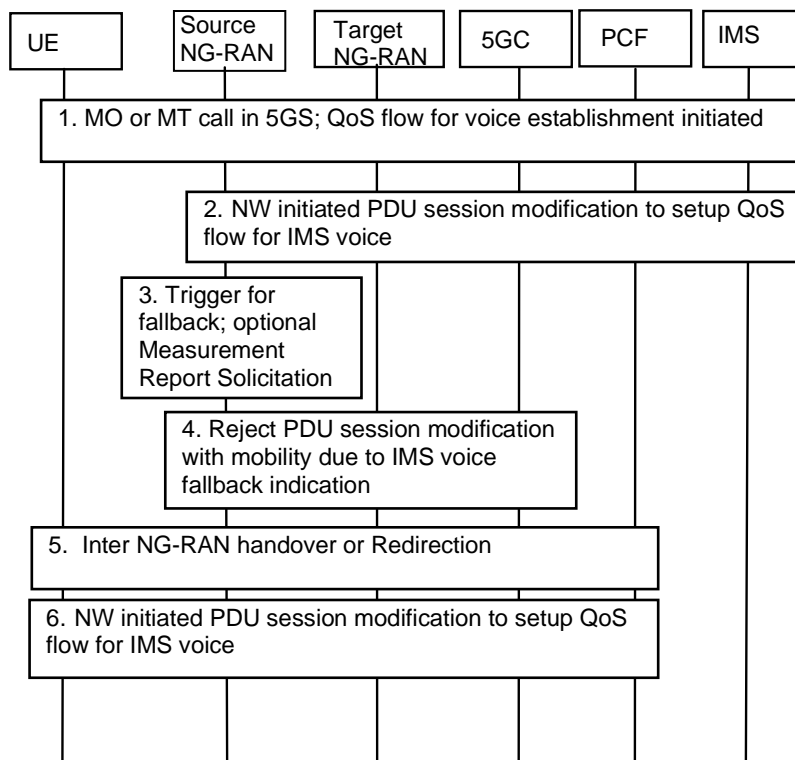 UE
Source
NG-RAN
Target
NG-RAN
5GC
PCF
IMS
1. MO or MT call in 5GS; QoS flow for voice establishment initiated
2. NW initiated PDU session modification to setup QoS
flow for IMS voice
3. Trigger for
fallback; optional
Measurement
Report Solicitation
4. Reject PDU session modification
with mobility due to IMS voice
fallback indication
5. Inter NG-RAN handover or Redirection
6. NW initiated PDU session modification to setup QoS
flow for IMS voice